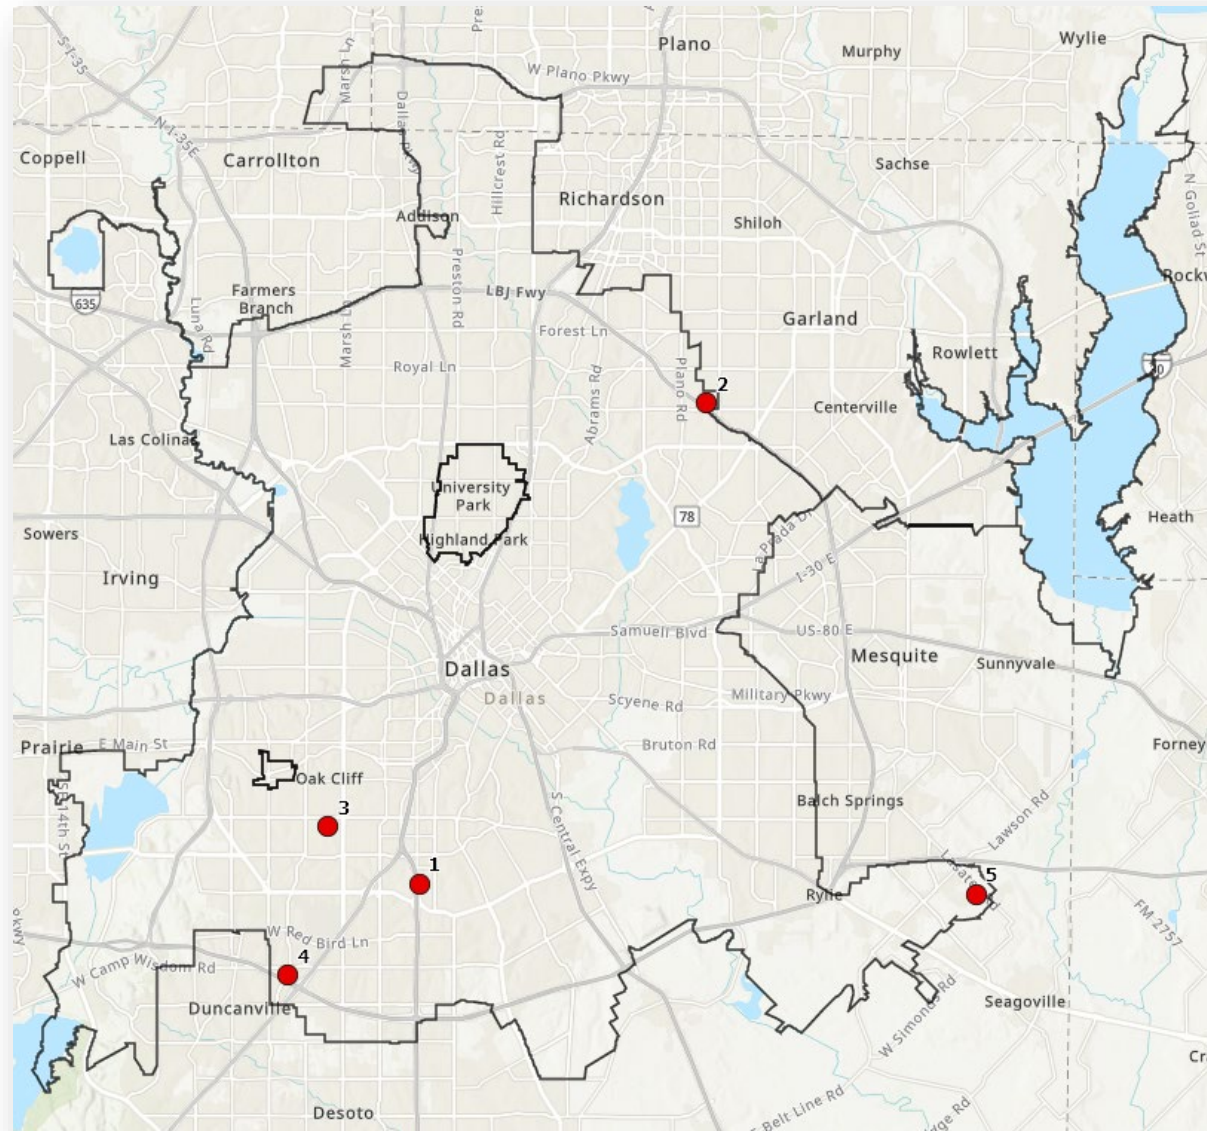 Pre
Plano
Wylie
Murphy
S I-35
Marsh Ln
W Plano Pkwy
N I-35E
Coppell
Carrollton
Hillcrest Rd
Sachse
Richardson
N Goliad St
Addison
Shiloh
Preston Rd
635
Farmers
Branch
LBJ Fwy
Luna Rd
Marsh Ln
Forest Ln
Garland
Rowlett
Royal Ln
Plano Rd
2
Abrams Rd
Centerville
Las Colinas
University
Park
78
Heath
Sowers
Highland Park
La Prada Dr
I-30 E
Irving
Samuell Blvd
US-80 E
Mesquite
Sunnyvale
Dallas
Dallas
Scyene Rd
Military Pkwy
Prairie
E Main St
Bruton Rd
Forney
Oak Cliff
3
S Central Expy
Balch Springs
Lawson Rd
1
5
Rylie
FM 2757
W Red Bird Ln
4
W Camp Wisdom Rd
Duncanville
Seagoville
W Simonds Rd
Desoto
E Belt Line Rd